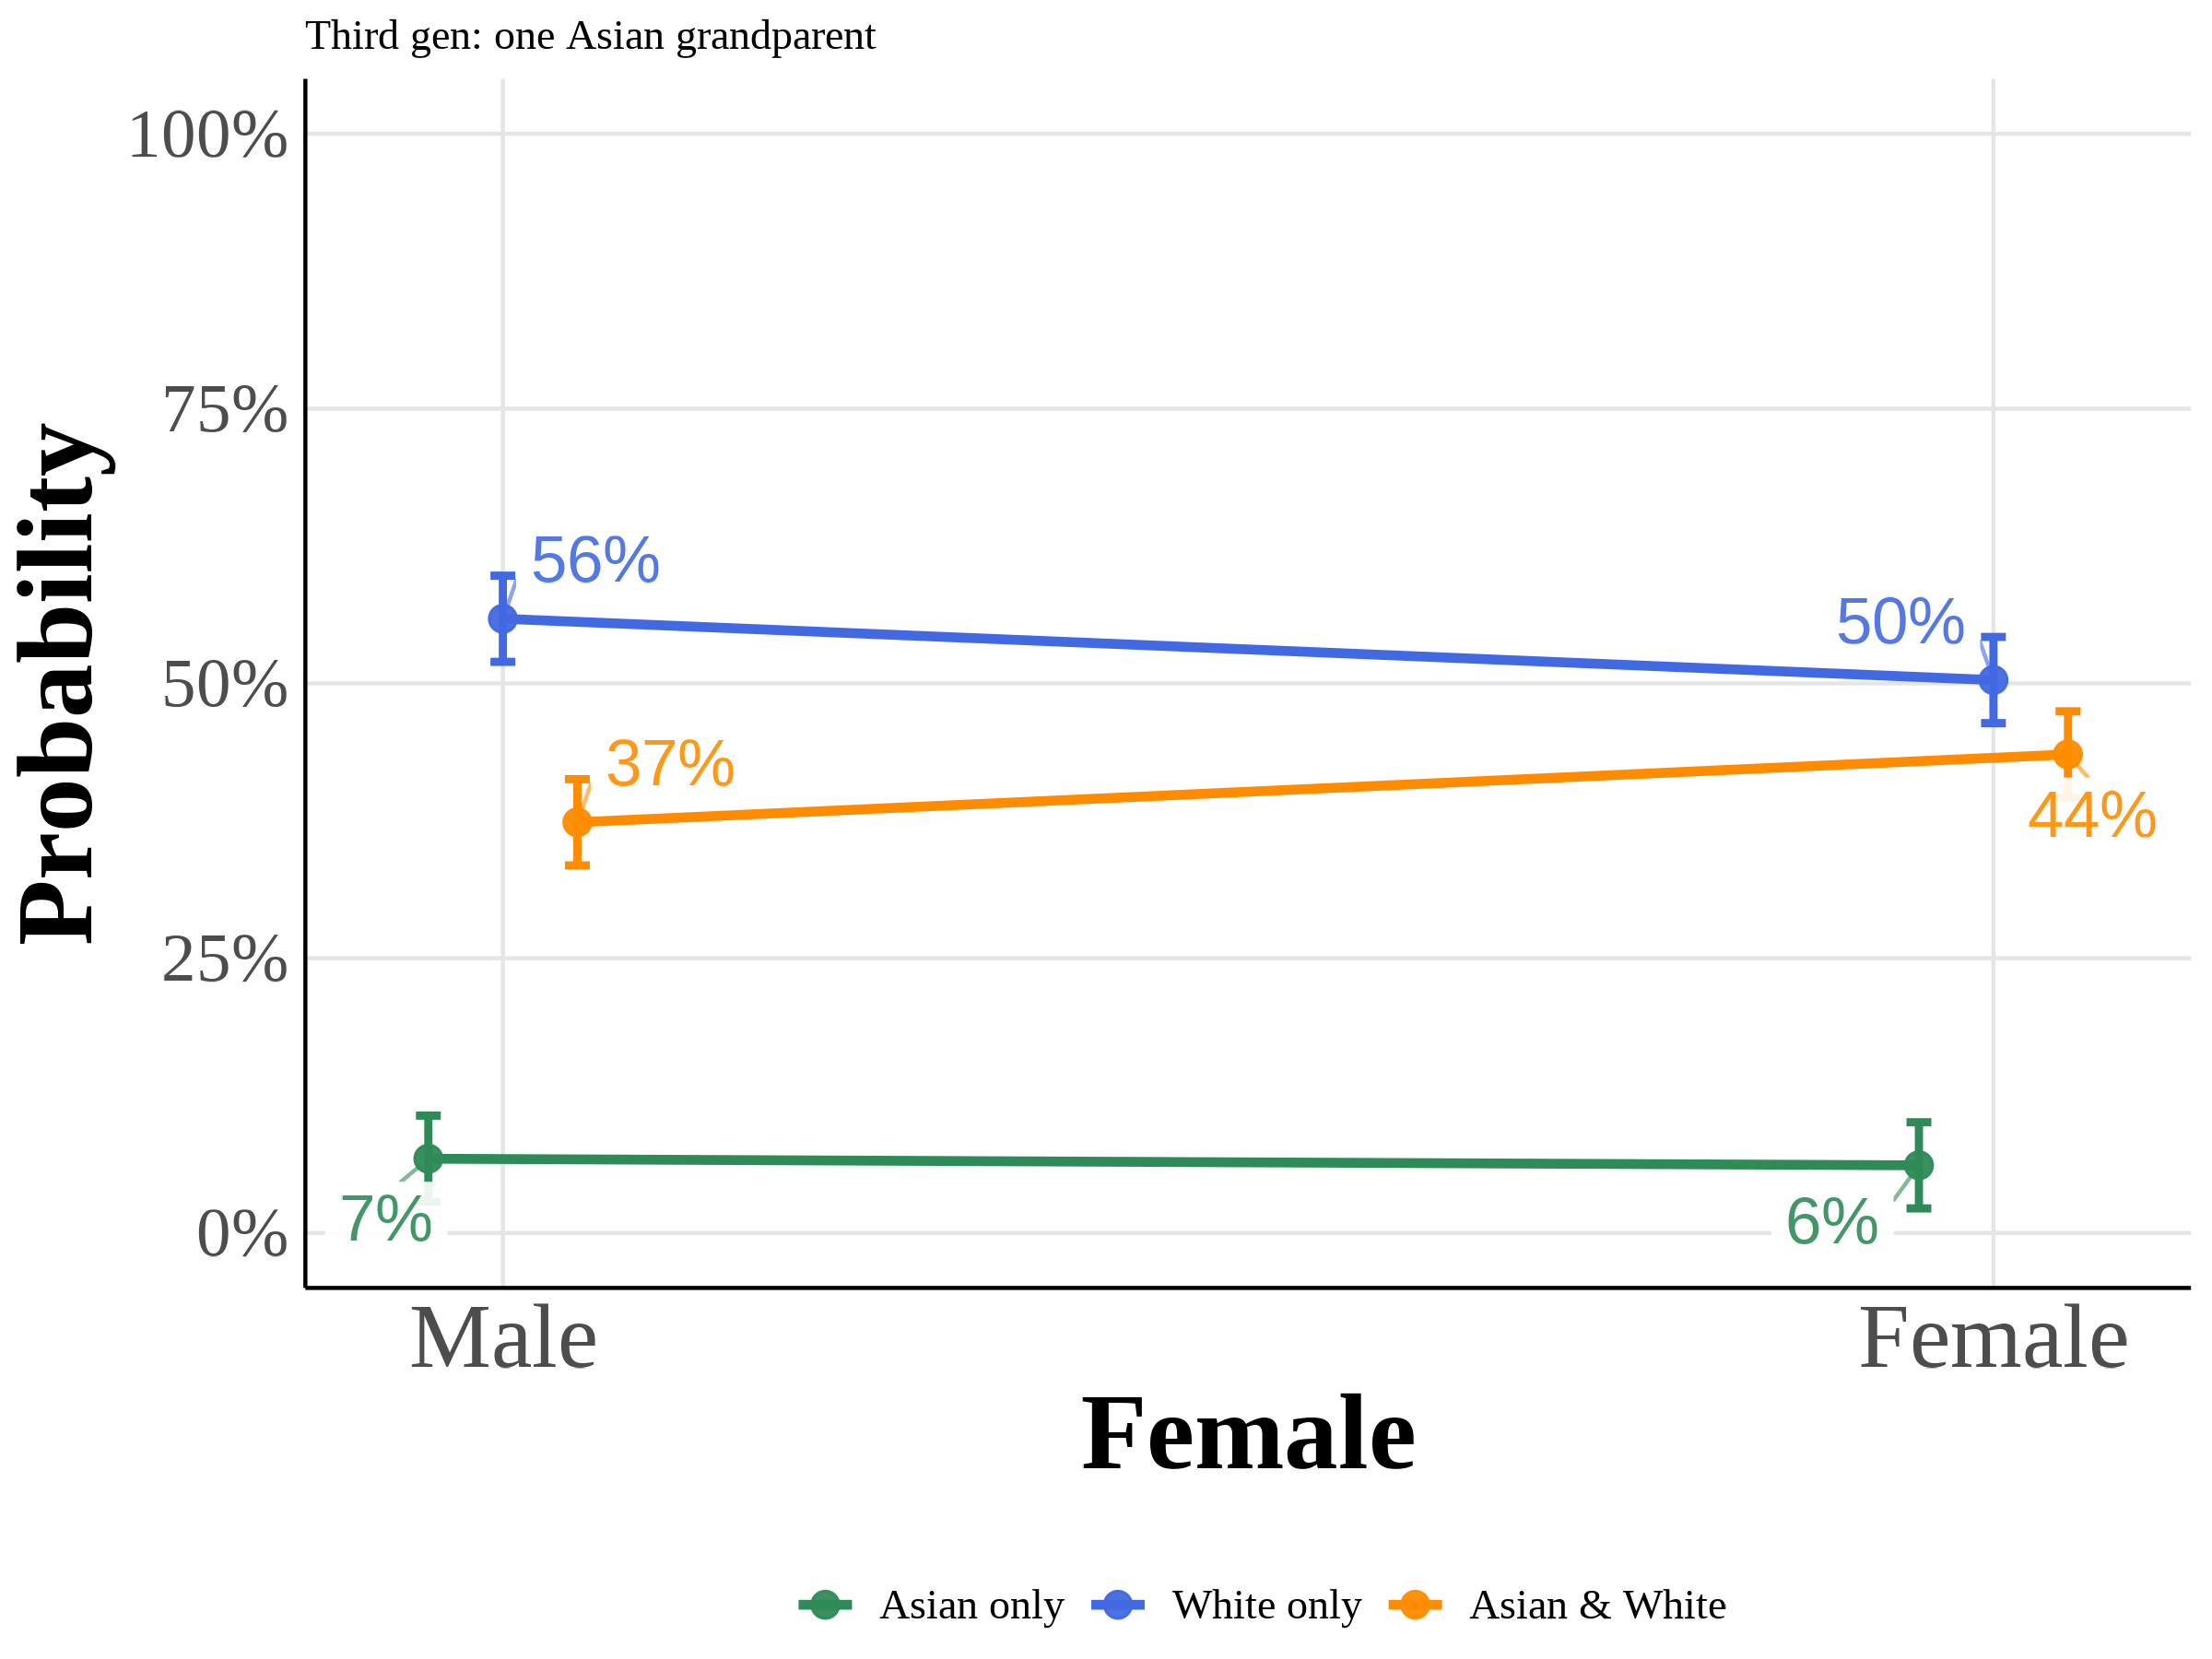 Third gen: one Asian grandparent
100%
75%
50%
25%
0%
Probability
56%
50%
37%
44%
7%
6%
Male
Female
Female
Asian only
White only
Asian & White